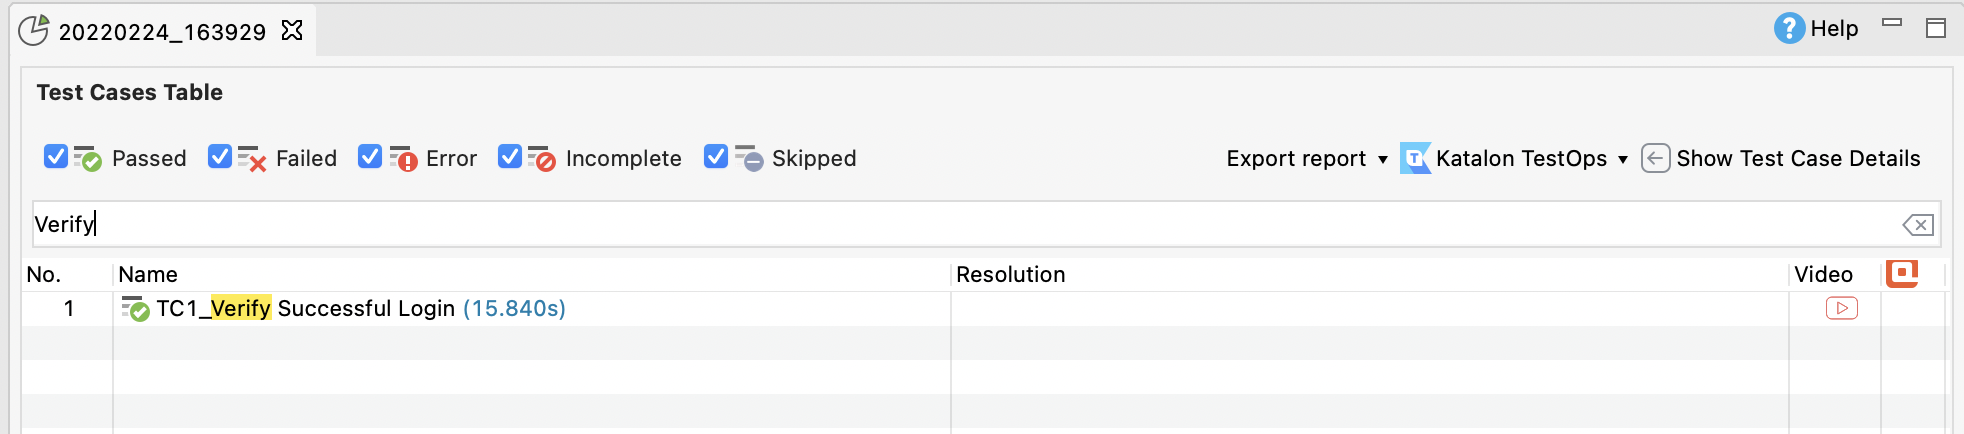 20220224_163929
Help
Test Cases Table
Passed Failed Error Incomplete Skipped Export report Katalon TestOps Show Test Case Details
Verify
No. Name Resolution Video
1 TC1_Verify Successful Login (15.840s)